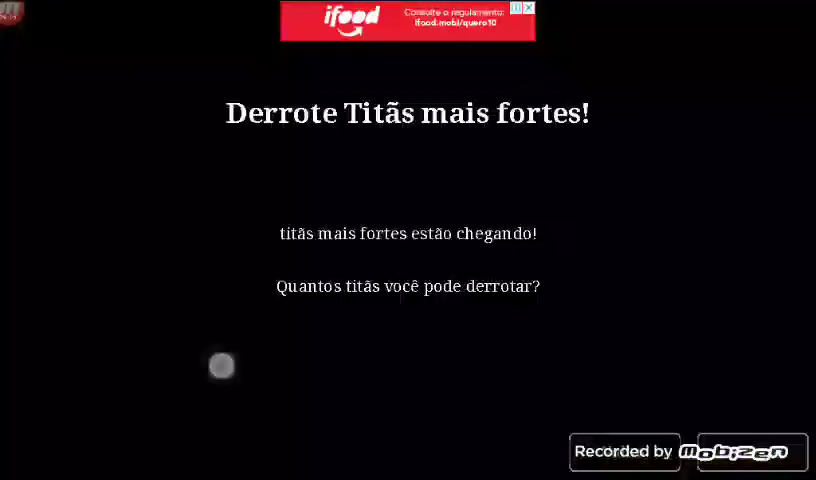 ifood
Consulte o regulamento:
ifood.mobi/quero10
Derrote Titãs mais fortes!
titãs mais fortes estão chegando!
Quantos titãs você pode derrotar?
Recorded by Mobizen